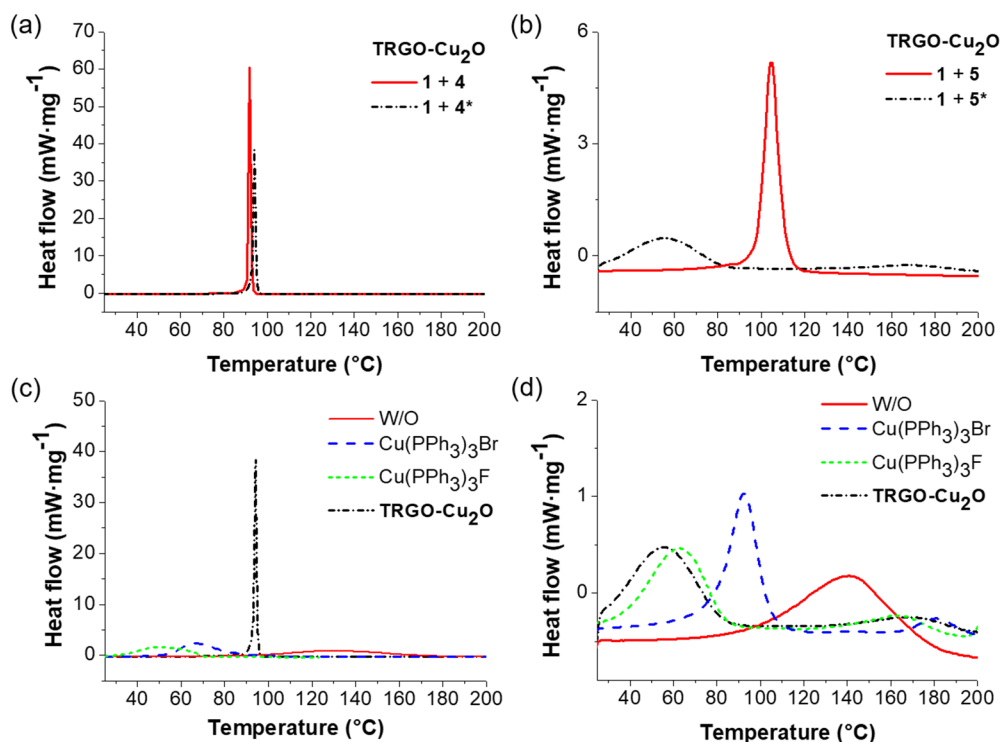 (a)
TRGO-Cu2O
1 + 4
1 + 4*
Heat flow (mW·mg-1)
70
60
50
40
30
20
10
0
40 60 80 100 120 140 160 180 200
Temperature (°C)
(b)
TRGO-Cu2O
1 + 5
1 + 5*
Heat flow (mW·mg-1)
6
3
0
40 60 80 100 120 140 160 180 200
Temperature (°C)
(c)
W/O
Cu(PPh3)3Br
Cu(PPh3)3F
TRGO-Cu2O
Heat flow (mW·mg-1)
50
40
30
20
10
0
40 60 80 100 120 140 160 180 200
Temperature (°C)
(d)
W/O
Cu(PPh3)3Br
Cu(PPh3)3F
TRGO-Cu2O
Heat flow (mW·mg-1)
2
1
0
40 60 80 100 120 140 160 180 200
Temperature (°C)